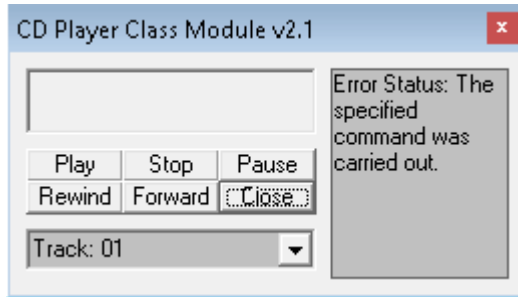 CD Player Class Module v2.1
x
Error Status: The
specified
command was
carried out.
Play Stop Pause
Rewind Forward Close
Track: 01